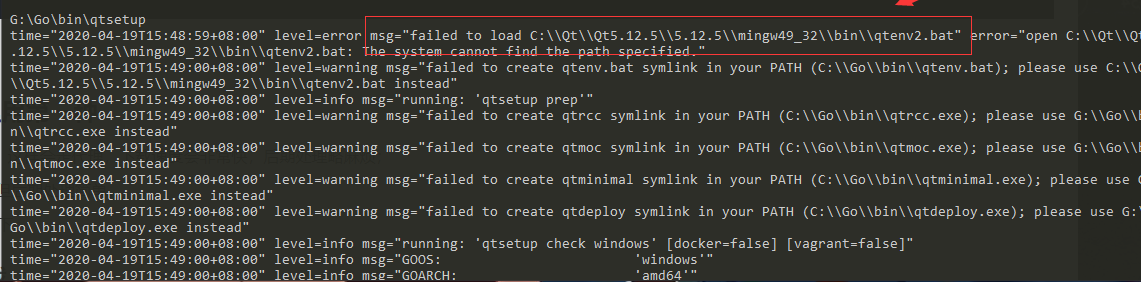 G:\Go\bin\qtsetup
time="2020-04-19T15:48:59+08:00" level=error msg="failed to load C:\\Qt\\Qt5.12.5\\5.12.5\\mingw49_32\\bin\\qtenv2.bat" error="open C:\\Qt\\Qt
.12.5\\5.12.5\\mingw49_32\\bin\\qtenv2.bat: The system cannot find the path specified."
time="2020-04-19T15:49:00+08:00" level=warning msg="failed to create qtenv.bat symlink in your PATH (C:\\Go\\bin\\qtenv.bat); please use C:\\
\\Qt5.12.5\\5.12.5\\mingw49_32\\bin\\qtenv2.bat instead"
time="2020-04-19T15:49:00+08:00" level=info msg="running: 'qtsetup prep'"
time="2020-04-19T15:49:00+08:00" level=warning msg="failed to create qtrcc symlink in your PATH (C:\\Go\\bin\\qtrcc.exe); please use G:\\Go\\
n\\qtrcc.exe instead"
time="2020-04-19T15:49:00+08:00" level=warning msg="failed to create qtmoc symlink in your PATH (C:\\Go\\bin\\qtmoc.exe); please use G:\\Go\\
n\\qtmoc.exe instead"
time="2020-04-19T15:49:00+08:00" level=warning msg="failed to create qtminimal symlink in your PATH (C:\\Go\\bin\\qtminimal.exe); please use
\\Go\\bin\\qtminimal.exe instead"
time="2020-04-19T15:49:00+08:00" level=warning msg="failed to create qtdeploy symlink in your PATH (C:\\Go\\bin\\qtdeploy.exe); please use G:
Go\\bin\\qtdeploy.exe instead"
time="2020-04-19T15:49:00+08:00" level=info msg="running: 'qtsetup check windows' [docker=false] [vagrant=false]"
time="2020-04-19T15:49:00+08:00" level=info msg="GOOS: 'windows'"
time="2020-04-19T15:49:00+08:00" level=info msg="GOARCH: 'amd64'"